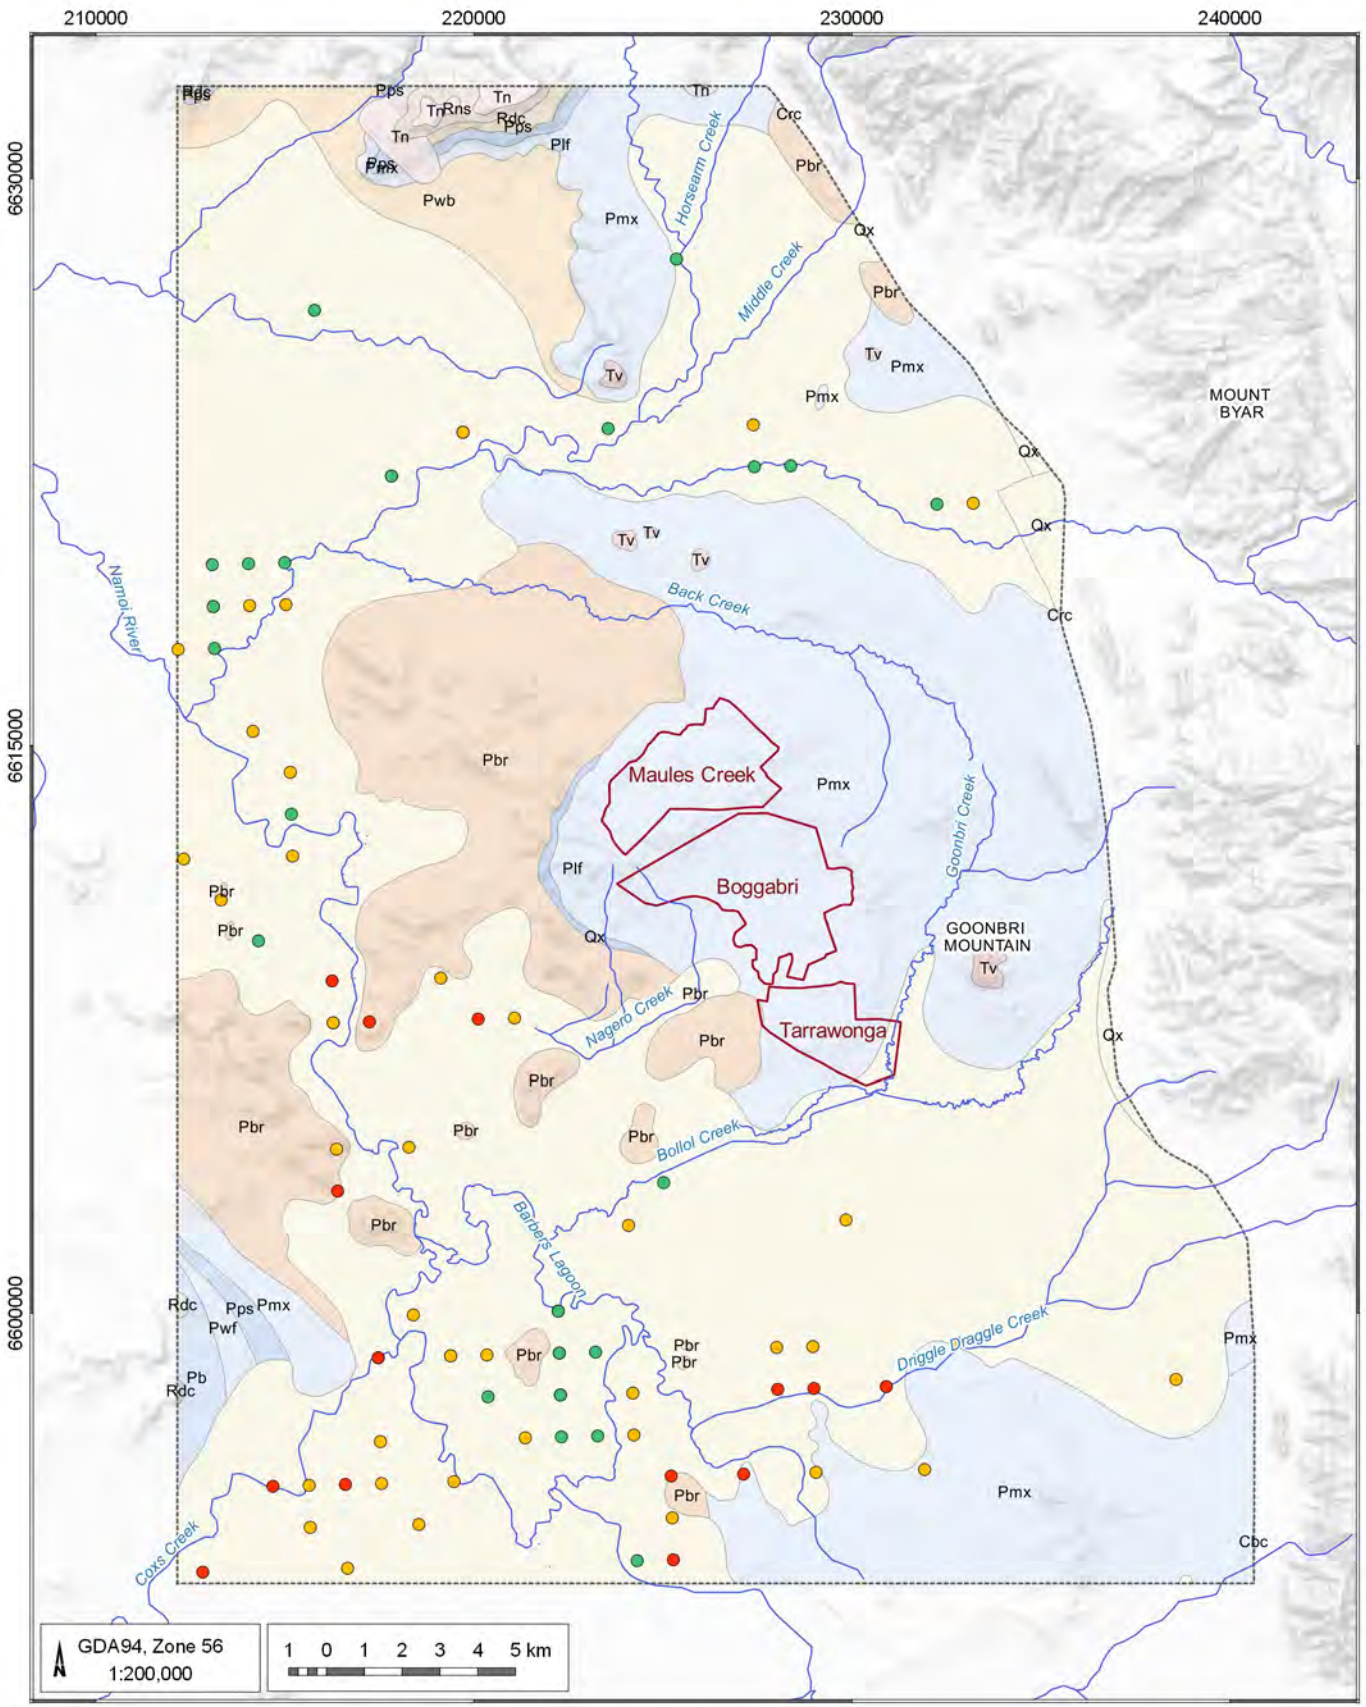 210000 220000 230000 240000
6630000
6615000
6600000
Pps
Tn
Tn
Rdc
Pps
Tn
Rns
Rdc
Pps
Crc
Tn
Plf
Pps
Pmx
Pbr
Pwb
Pmx
Horsearm Creek
Qx
Middle Creek
Pbr
Tv
Pmx
Tv
Pmx
MOUNT
BYAR
Qx
Qx
Tv
Tv
Tv
Namoi River
Back Creek
Crc
Pbr
Maules Creek
Pmx
Goonbri Creek
Plf
Boggabri
Pbr
Pbr
Qx
GOONBRI
MOUNTAIN
Tv
Pbr
Nagero Creek
Tarrawonga
Qx
Pbr
Pbr
Pbr
Pbr
Pbr
Bollol Creek
Pbr
Barbers Lagoon
Rdc
Pps
Pmx
Pwf
Driggle Draggle Creek
Pmx
Pbr
Pbr
Pbr
Pb
Rdc
Pbr
Pmx
Coxs Creek
Cbc
GDA94, Zone 56
1:200,000
N
1 0 1 2 3 4 5 km